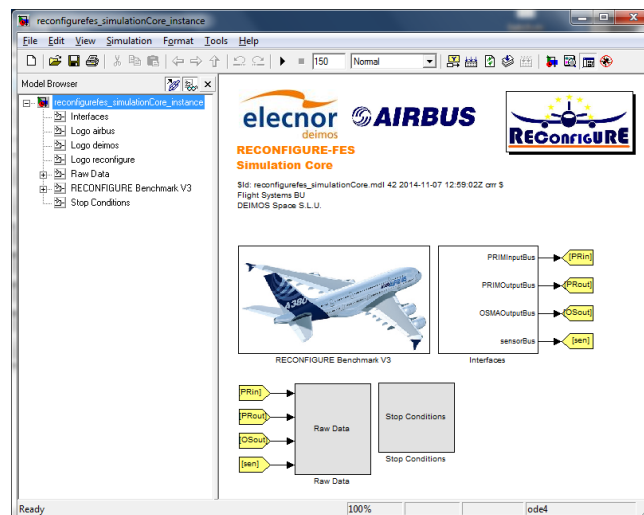 reconfigurefes_simulationCore_instance
File Edit View Simulation Format Tools Help
150 Normal
Model Browser
reconfigurefes_simulationCore_instance
Interfaces
Logo airbus
Logo deimos
Logo reconfigure
Raw Data
RECONFIGURE Benchmark V3
Stop Conditions
elecnor
deimos
AIRBUS
RECONFIGURE
RECONFIGURE-FES
Simulation Core
$Id: reconfigurefes_simulationCore.mdl 42 2014-11-07 12:59:02Z crrr $
Flight Systems BU
DEIMOS Space S.L.U.
A380
RECONFIGURE Benchmark V3
PRIMInputBus
[PRin]
PRIMOutputBus
[PRout]
OSMAOutputBus
[OSout]
sensorBus
[sen]
Interfaces
[PRin]
[PRout]
[OSout]
[sen]
Raw Data
Raw Data
Stop Conditions
Stop Conditions
Ready 100% ode4